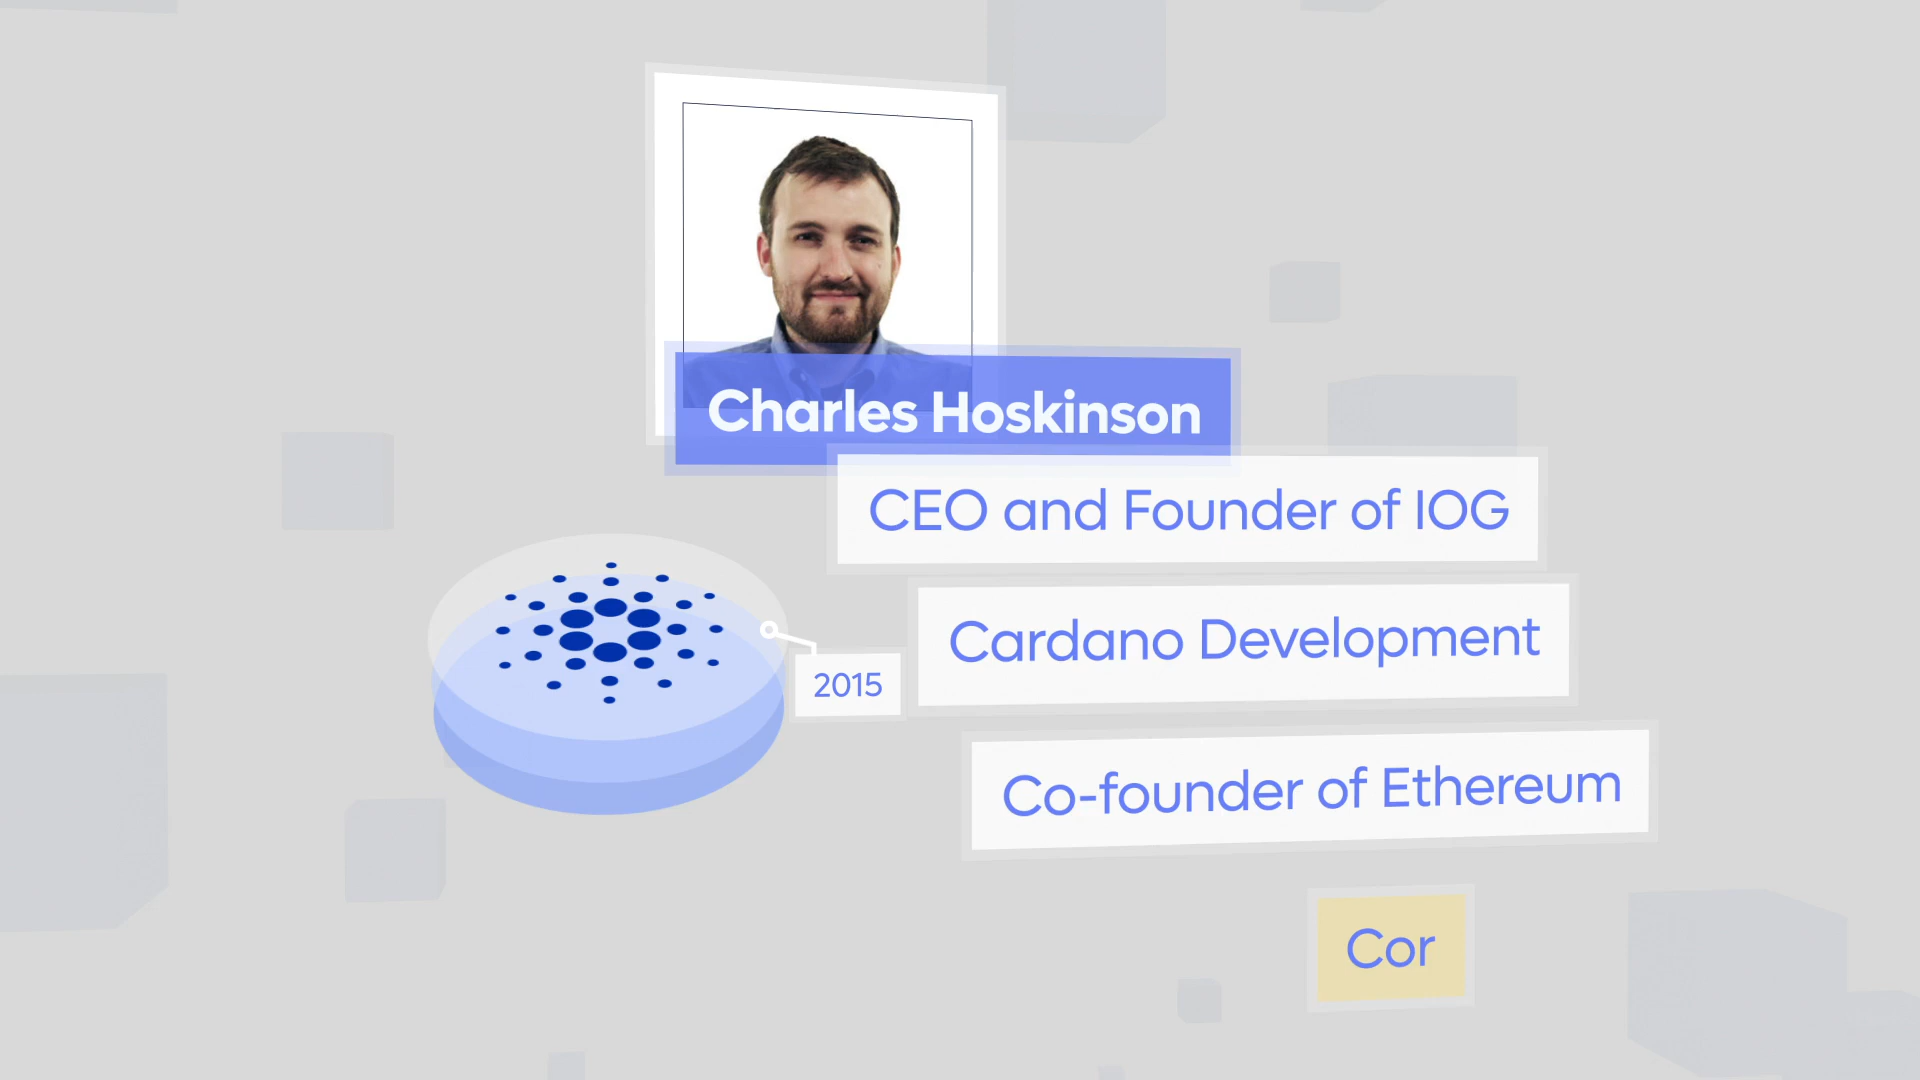 Charles Hoskinson
CEO and Founder of IOG
Cardano Development
2015
Co-founder of Ethereum
Cor